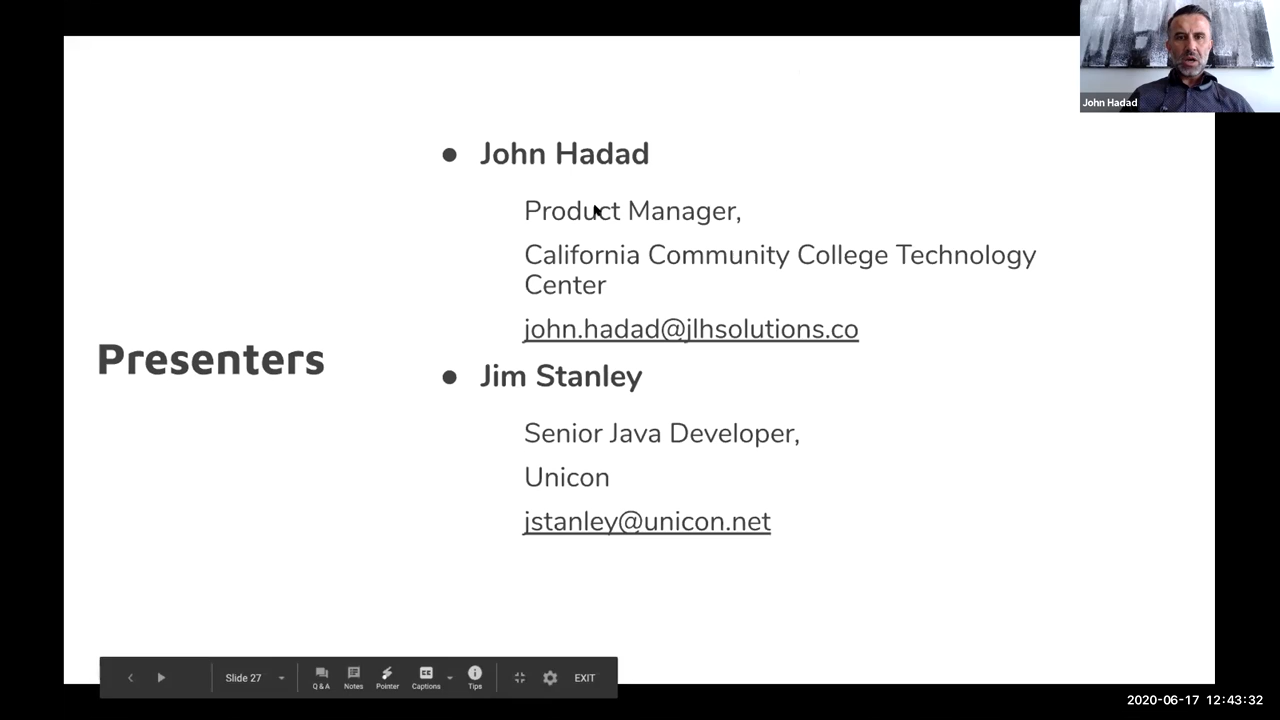 John Hadad
● John Hadad
Product Manager,
California Community College Technology
Center
john.hadad@jlhsolutions.co
Presenters
● Jim Stanley
Senior Java Developer,
Unicon
jstanley@unicon.net
Slide 27
Q & A
Notes
Pointer
Captions
Tips
EXIT
2020-06-17 12:43:32